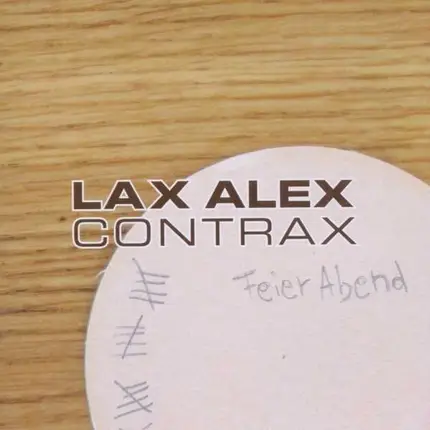 LAX ALEX
CONTRAX
Feier Abend